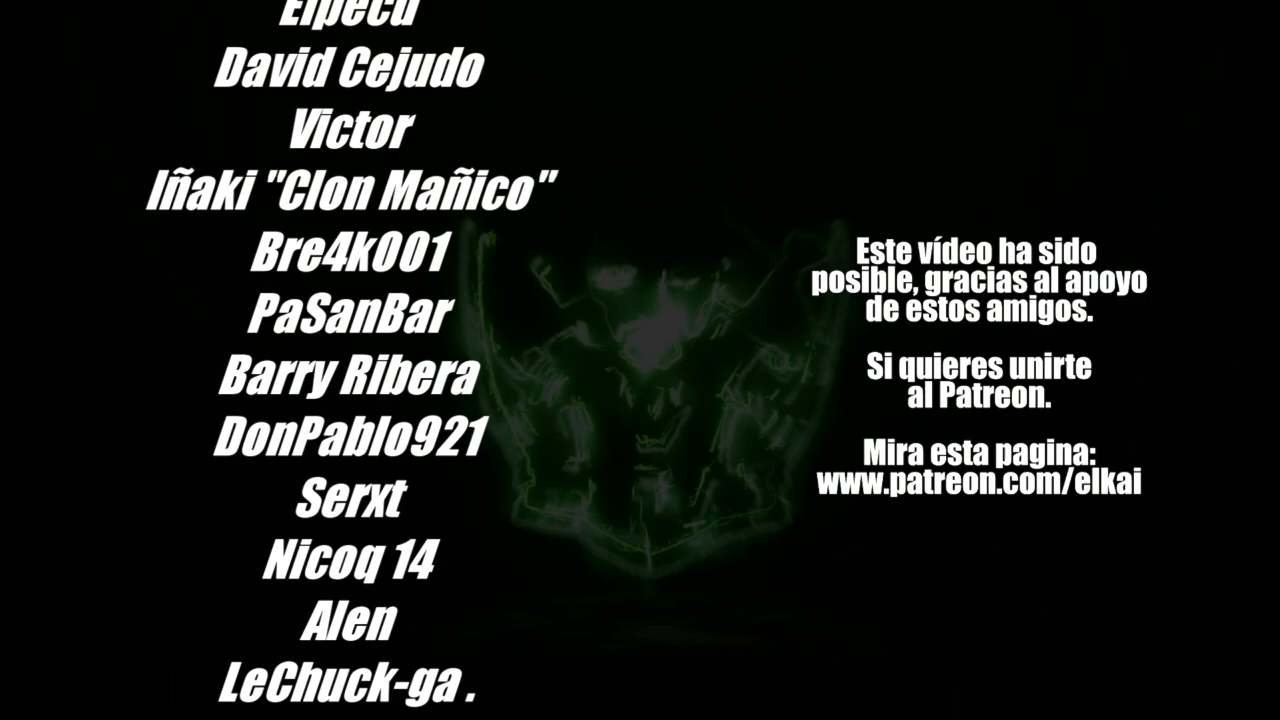 David Cejudo
Victor
Iñaki "Clon Mañico"
Bre4k001
PaSanBar
Barry Ribera
DonPablo921
Serxt
Nicoq 14
Alen
LeChuck-ga .
Este vídeo ha sido
posible, gracias al apoyo
de estos amigos.
Si quieres unirte
al Patreon.
Mira esta pagina:
www.patreon.com/elkai